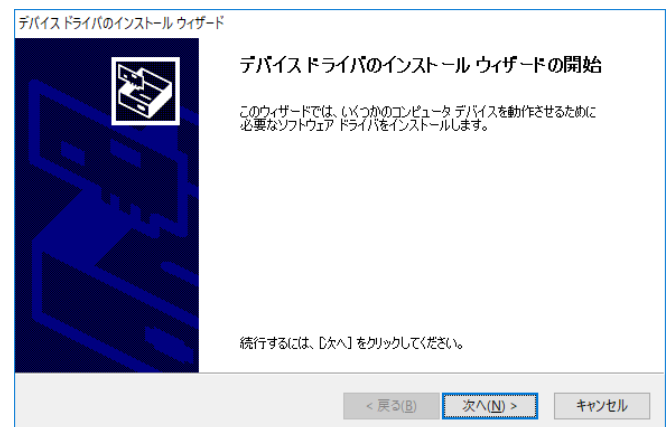 デバイス ドライバのインストール ウィザード
デバイス ドライバのインストール ウィザードの開始
このウィザードでは、いくつかのコンピュータ デバイスを動作させるために
必要なソフトウェア ドライバをインストールします。
続行するには、[次へ] をクリックしてください。
< 戻る(B)
次へ(N) >
キャンセル